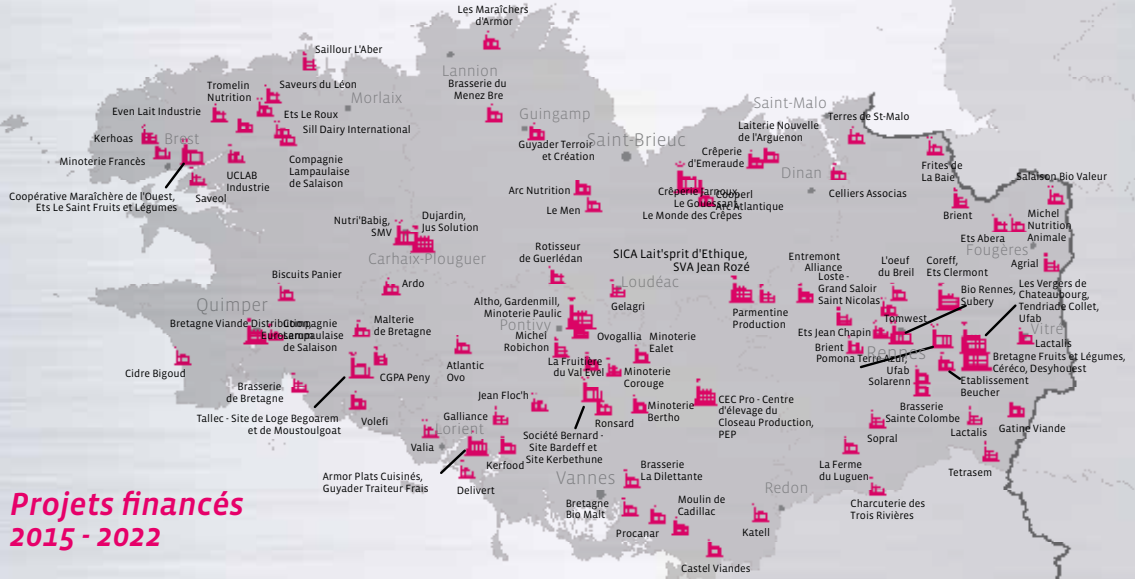 Les Maraîchers
d'Armor
Saillour L'Aber
Lannion
Brasserie du
Menez Bre
Tromelin
Nutrition
Saveurs du Léon
Morlaix
Even Lait Industrie
Ets Le Roux
Guingamp
Saint-Malo
Terres de St-Malo
Kerhoas
Brest
Sill Dairy International
Guyader Terroir
et Création
Saint-Brieuc
Laiterie Nouvelle
de l'Arguenon
Minoterie Francès
Compagnie
Lampaulaise
de Salaison
Crêperie
d'Emeraude
Dinan
Frites de
La Baie
UCLAB
Industrie
Coopérative Maraîchère de l'Ouest,
Ets Le Saint Fruits et Légumes
Saveol
Arc Nutrition
Le Men
Crêperie Jarnoux,
Le Gouessant,
Le Monde des Crêpes
Cooperl
Arc Atlantique
Celliers Associas
Salaison Bio Valeur
Brient
Michel
Nutrition
Animale
Ets Abera
Fougères
Nutri'Babig,
SMV
Dujardin,
Jus Solution
Carhaix-Plouguer
Rotisseur
de Guerlédan
SICA Lait'sprit d'Ethique,
SVA Jean Rozé
Entremont
Alliance
L'oeuf
du Breil
Coreff,
Ets Clermont
Agrial
Biscuits Panier
Ardo
Loudéac
Gelagri
Loste -
Grand Saloir
Saint Nicolas
Bio Rennes,
Subery
Les Vergers de
Chateaubourg,
Tendriade Collet,
Ufab
Quimper
Altho, Gardenmill,
Minoterie Paulic
Parmentine
Production
Tomwest
Vitré
Bretagne Viande Distribution,
Eurosерum
Compagnie
Lampaulaise
de Salaison
Malterie
de Bretagne
Pontivy
Ovogallia
Minoterie
Ealet
Ets Jean Chapin
Rennes
Lactalis
Cidre Bigoud
Michel
Robichon
Atlantic
Ovo
La Fruitière
du Val Evel
Minoterie
Corouge
Brient
Pomona Terre Azur,
Ufab
Solarenn
Bretagne Fruits et Légumes,
Céréco, Desyhouest
Etablissement
Beucher
CGPA Peny
Brasserie
de Bretagne
Jean Floc'h
Ronsard
Minoterie
Bertho
CEC Pro - Centre
d'élevage du
Closeau Production,
PEP
Brasserie
Sainte Colombe
Gatine Viande
Tallec - Site de Loge Begoarem
et de Moustoulgoat
Volefi
Galliance
Lorient
Valia
Société Bernard -
Site Bardeff et
Site Kerbethune
Sopral
Lactalis
Kerfood
Armor Plats Cuisinés,
Guyader Traiteur Frais
Delivert
Vannes
Brasserie
La Dilettante
La Ferme
du Luguen
Tetrasem
Redon
Charcuterie des
Trois Rivières
Bretagne
Bio Malt
Moulin de
Cadillac
Procanar
Katell
Castel Viandes
Projets financés
2015 - 2022